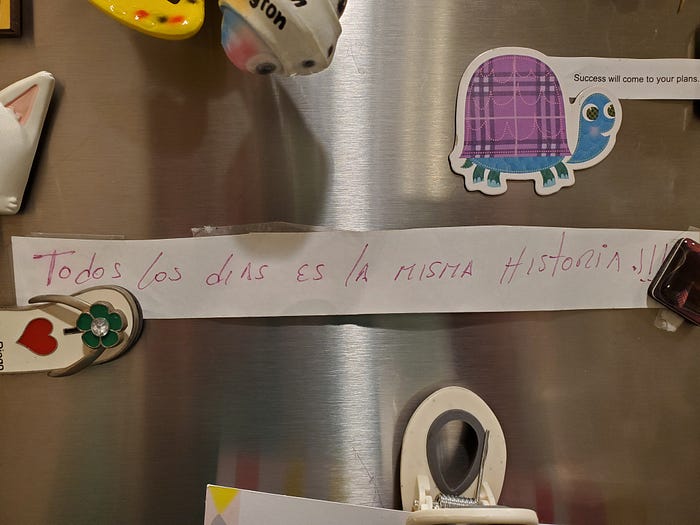 Success will come to your plans.
Todos los dias es la misma Historia.!!!